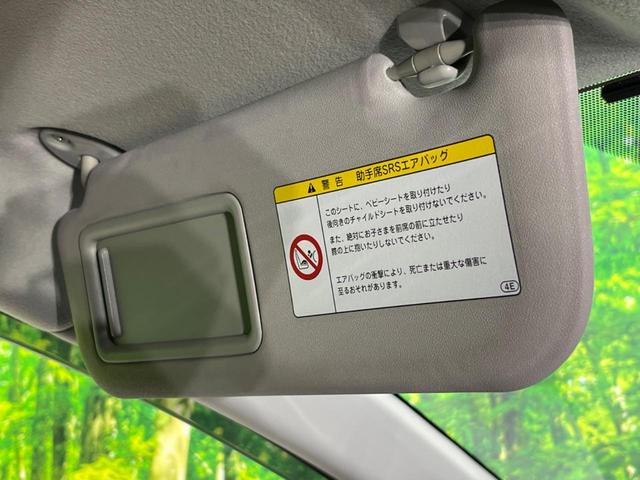 警告 助手席SRSエアバッグ
このシートに、ベビーシートを取り付けたり
後向きのチャイルドシートを取り付けないでください。
また、絶対にお子さまを前席の前に立たせたり
膝の上に抱いたりしないでください。
エアバッグの衝撃により、死亡または重大な傷害に
至るおそれがあります。
4E